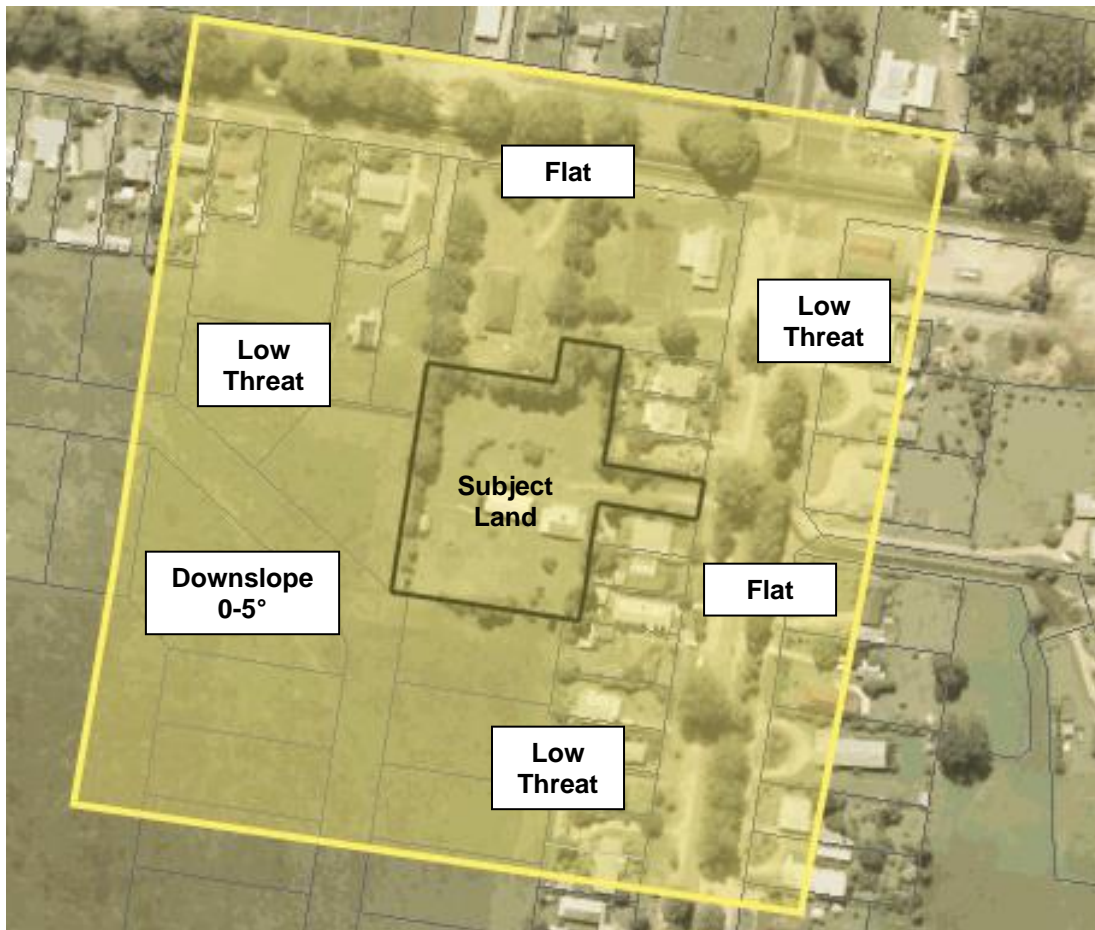 Flat
Low
Threat
Low
Threat
Subject
Land
Downslope
0-5°
Flat
Low
Threat